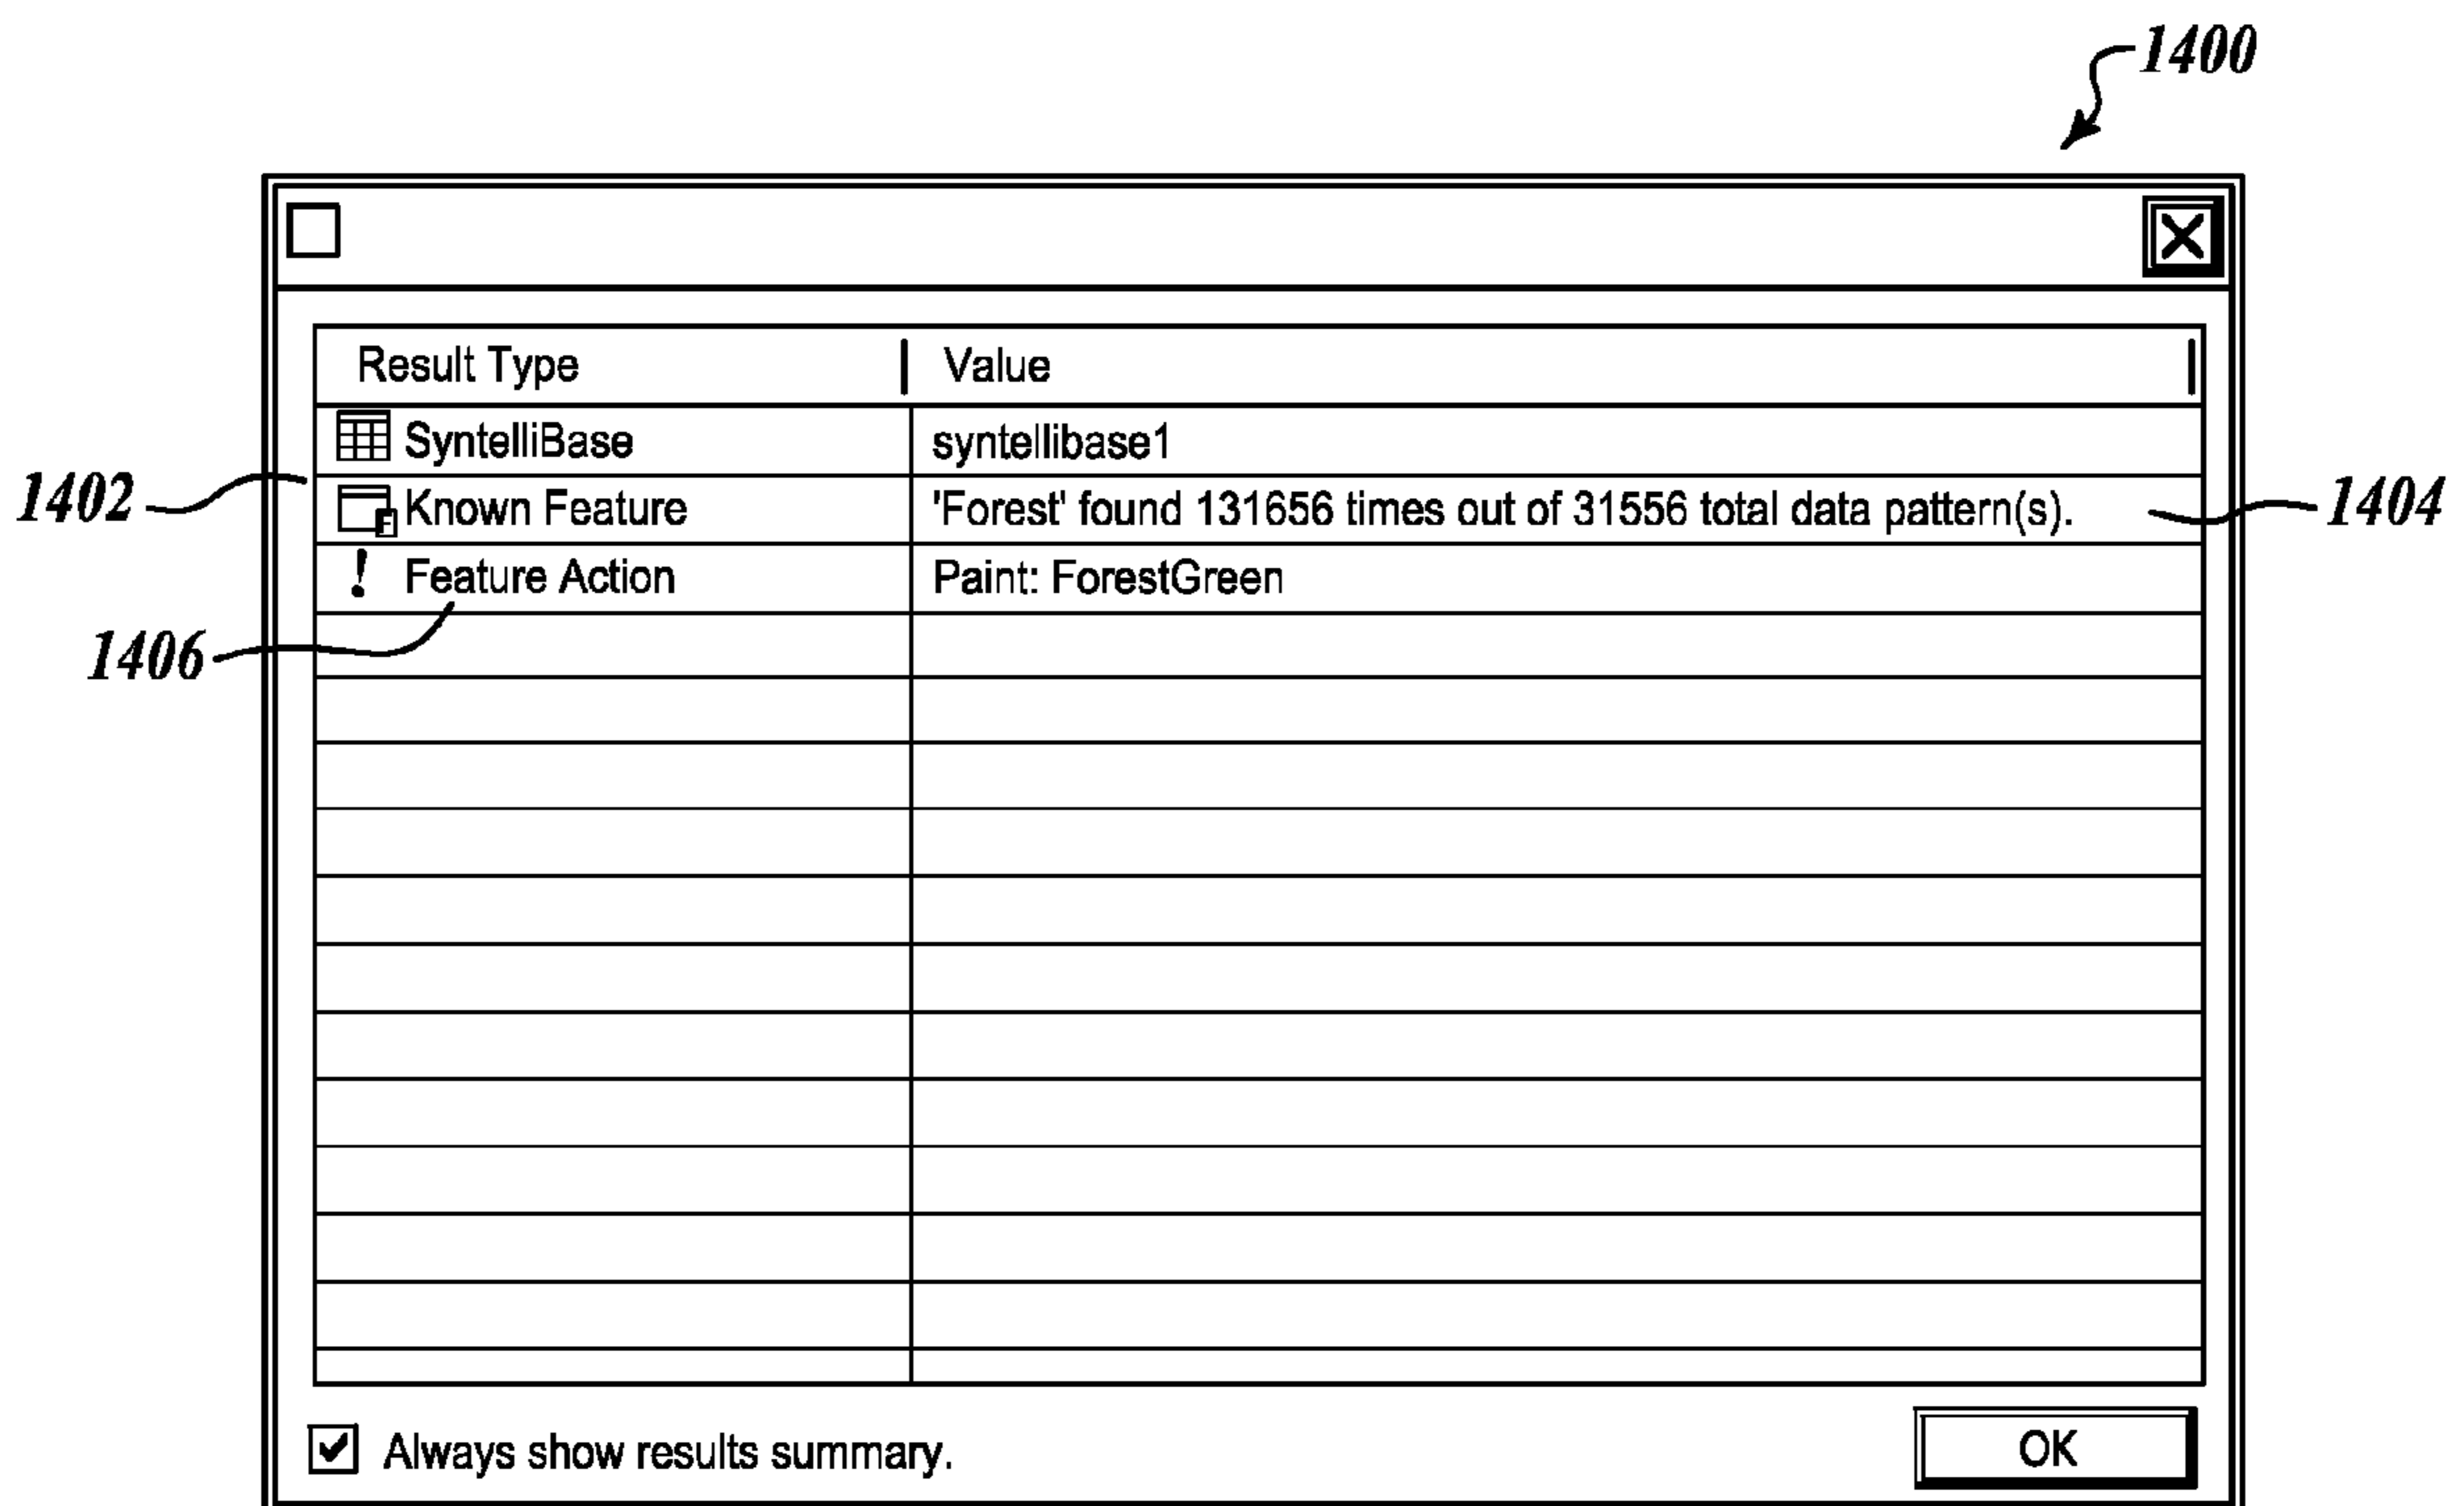 1400
Result Type Value
SyntelliBase syntellibase1
1402 Known Feature 'Forest' found 131656 times out of 31556 total data pattern(s). 1404
! Feature Action Paint: ForestGreen
1406
Always show results summary. OK